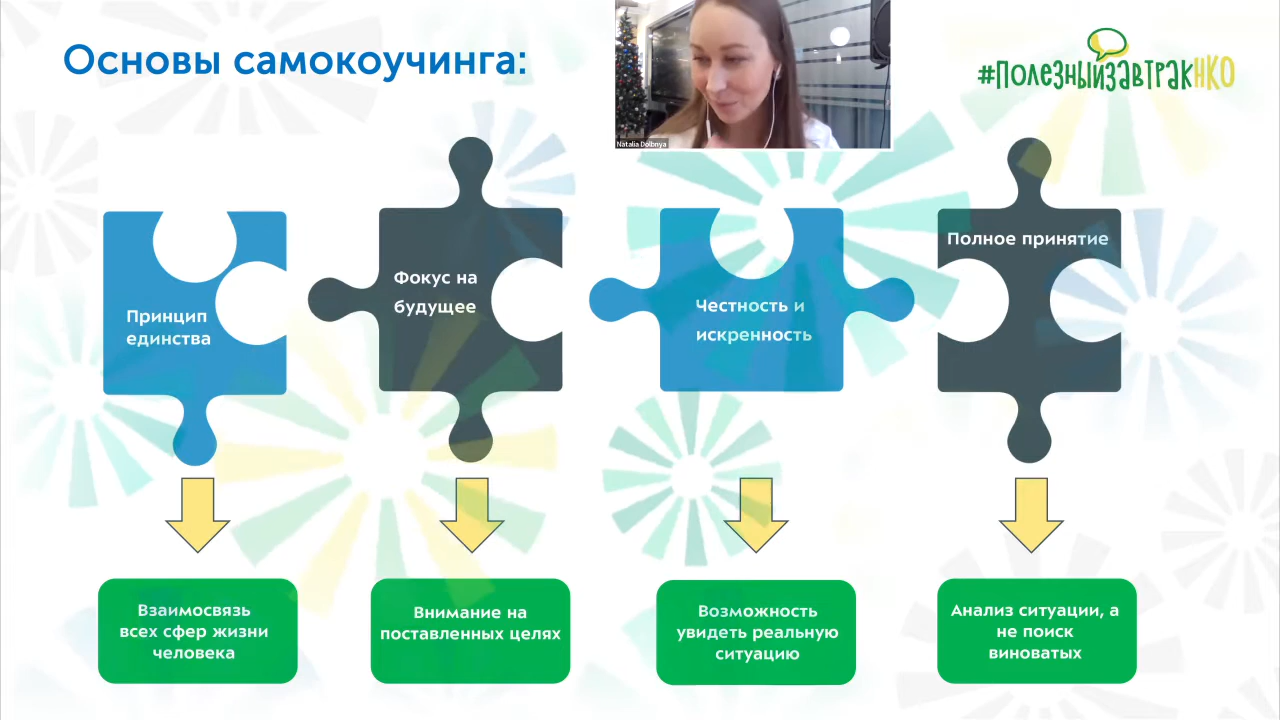 Основы самокоучинга:
Natalia Dolbnya
#ПОЛЕЗНЫЙЗАВТРАКНКО
Принцип
единства
Фокус на
будущее
Честность и
искренность
Полное принятие
Взаимосвязь
всех сфер жизни
человека
Внимание на
поставленных целях
Возможность
увидеть реальную
ситуацию
Анализ ситуации, а
не поиск
виноватых